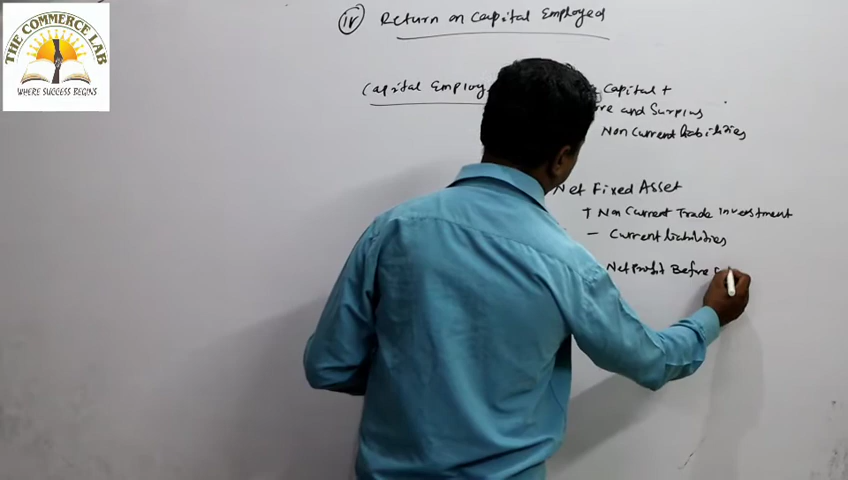 THE COMMERCE LAB
WHERE SUCCESS BEGINS
iv Return on Capital Employed
Capital Employ
Capital +
and Surplus
Non Current liabilities
Net Fixed Asset
+ Non Current Trade Investment
- Current liabilities
Net Profit Before